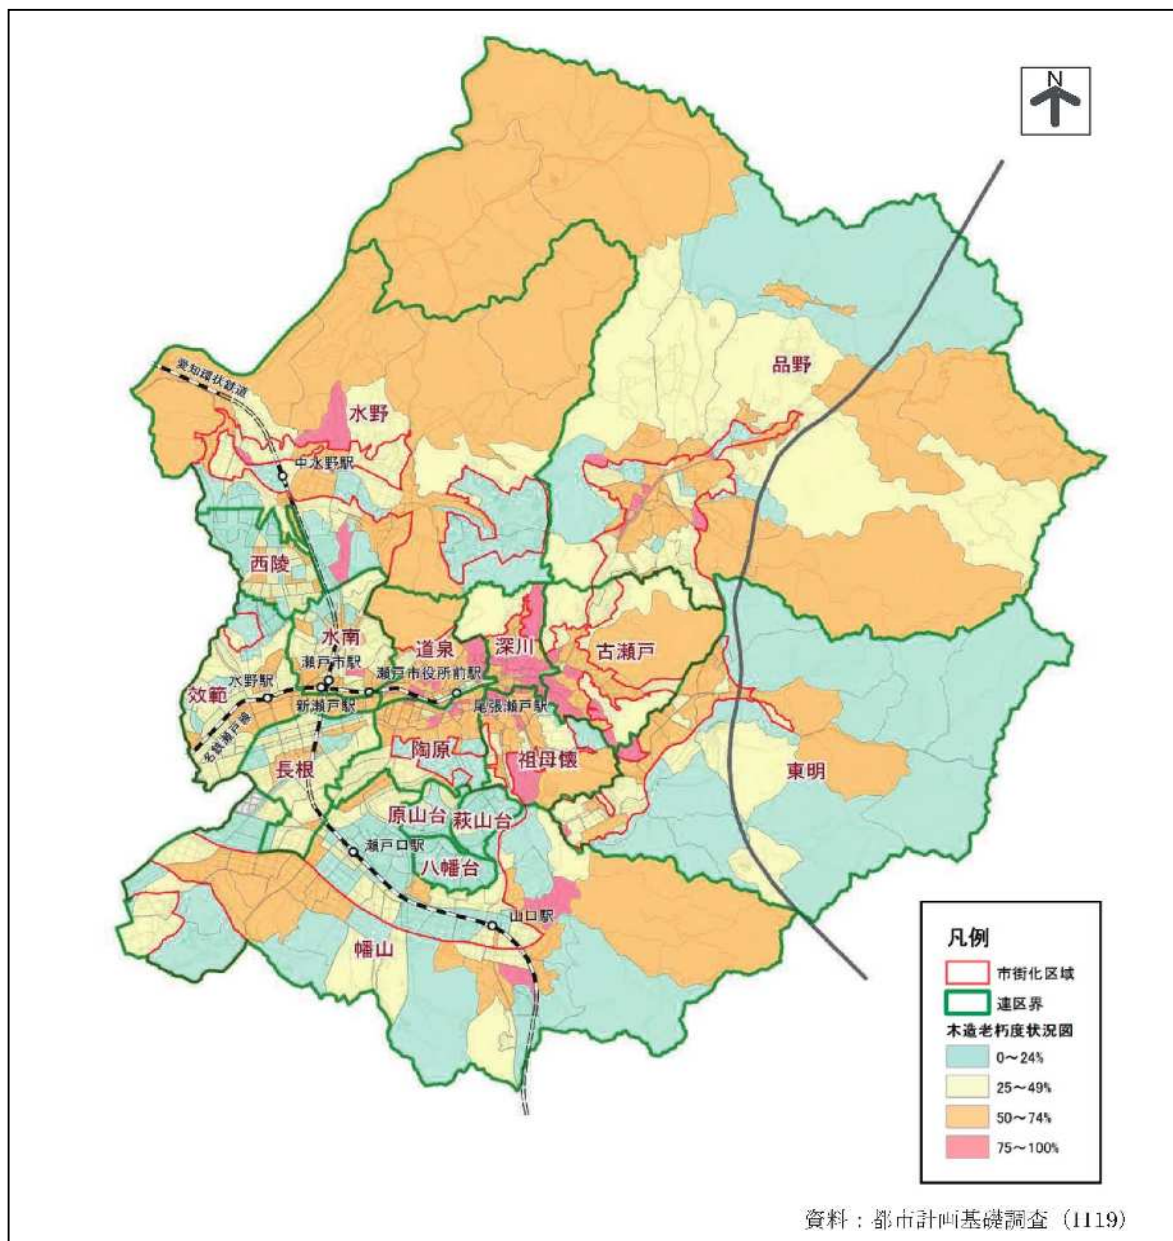 N
愛知環状鉄道
品野
水野
中水野駅
西陵
水南
道泉
深川
古瀬戸
瀬戸市駅
瀬戸市役所前駅
水野駅
効範
新瀬戸駅
尾張瀬戸駅
名鉄瀬戸線
陶原
祖母懐
長根
東明
原山台
萩山台
瀬戸口駅
八幡台
山口駅
幡山
凡例
市街化区域
連区界
木造老朽度状況図
0～24%
25～49%
50～74%
75～100%
資料：都市計画基礎調査（H19）